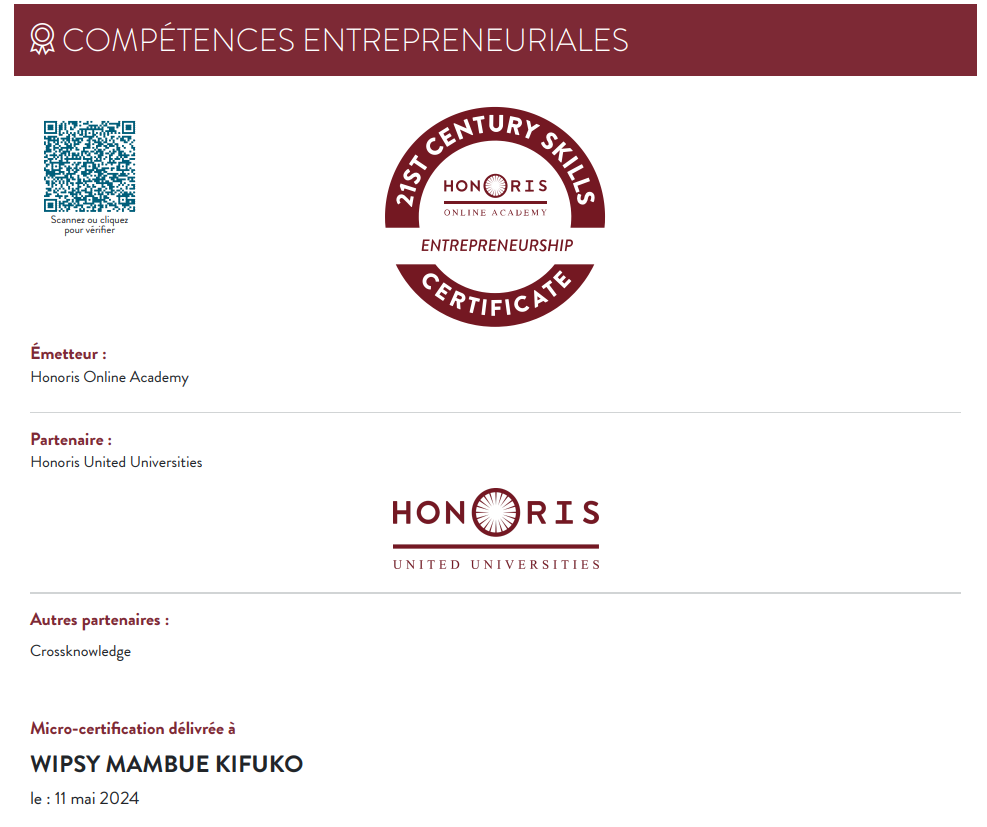 COMPÉTENCES ENTREPRENEURIALES
Scannez ou cliquez
pour vérifier
21ST CENTURY SKILLS
HONORIS
ONLINE ACADEMY
ENTREPRENEURSHIP
CERTIFICATE
Émetteur :
Honoris Online Academy
Partenaire :
Honoris United Universities
HONORIS
UNITED UNIVERSITIES
Autres partenaires :
Crossknowledge
Micro-certification délivrée à
WIPSY MAMBUE KIFUKO
le : 11 mai 2024